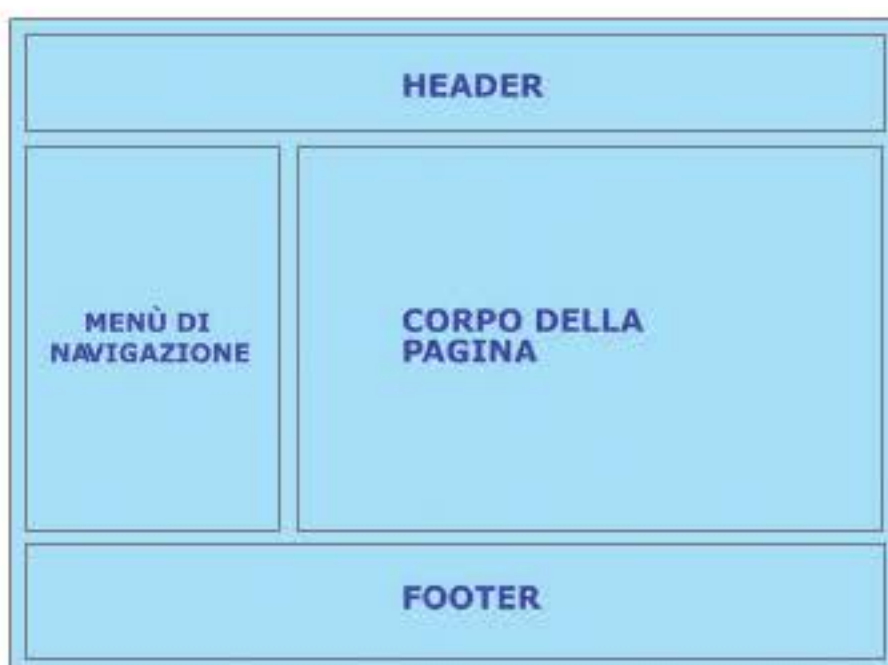 HEADER
MENÙ DI
NAVIGAZIONE
CORPO DELLA
PAGINA
FOOTER